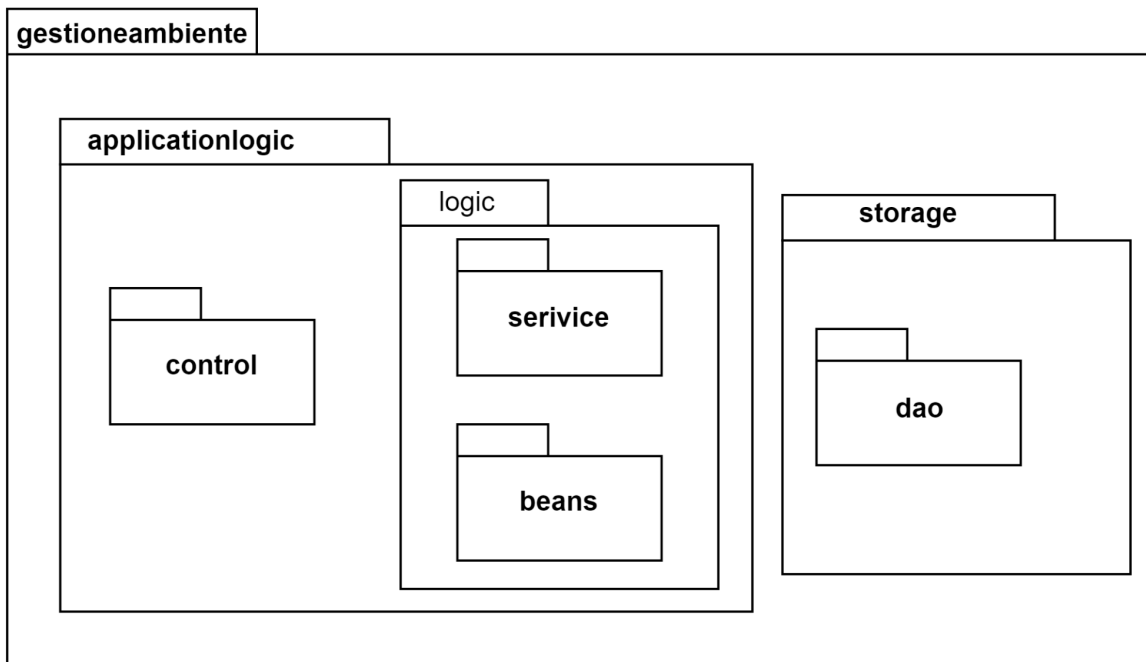 gestioneambiente
applicationlogic
logic
storage
serivice
control
dao
beans